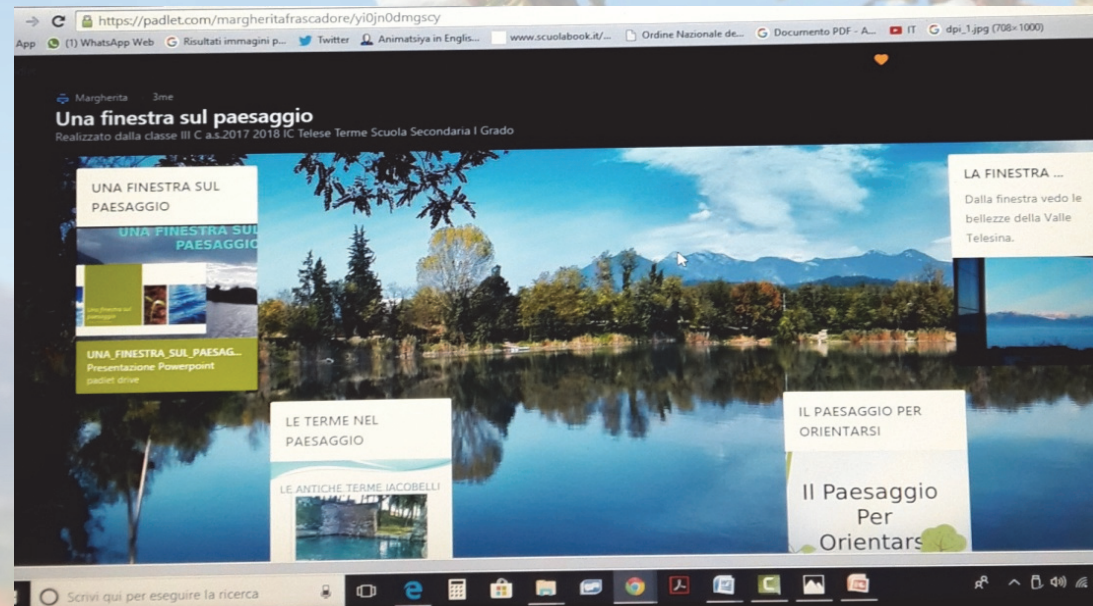 https://padlet.com/margheritafrascadore/yi0jn0dmgscy
App (1) WhatsApp Web Risultati immagini p... Twitter Animatsiya in Englis... www.scuolabook.it/... Ordine Nazionale de... Documento PDF - A... IT dpi_1.jpg (708×1000)
Margherita 3me
Una finestra sul paesaggio
Realizzato dalla classe III C a.s.2017 2018 IC Telese Terme Scuola Secondaria I Grado
UNA FINESTRA SUL
PAESAGGIO
UNA FINESTRA SUL
PAESAGGIO
Una finestra sul
paesaggio
UNA_FINESTRA_SUL_PAESAG...
Presentazione Powerpoint
padlet drive
LA FINESTRA ...
Dalla finestra vedo le
bellezze della Valle
Telesina.
LE TERME NEL
PAESAGGIO
LE ANTICHE TERME JACOBELLI
IL PAESAGGIO PER
ORIENTARSI
Il Paesaggio
Per
Orientars
Scrivi qui per eseguire la ricerca